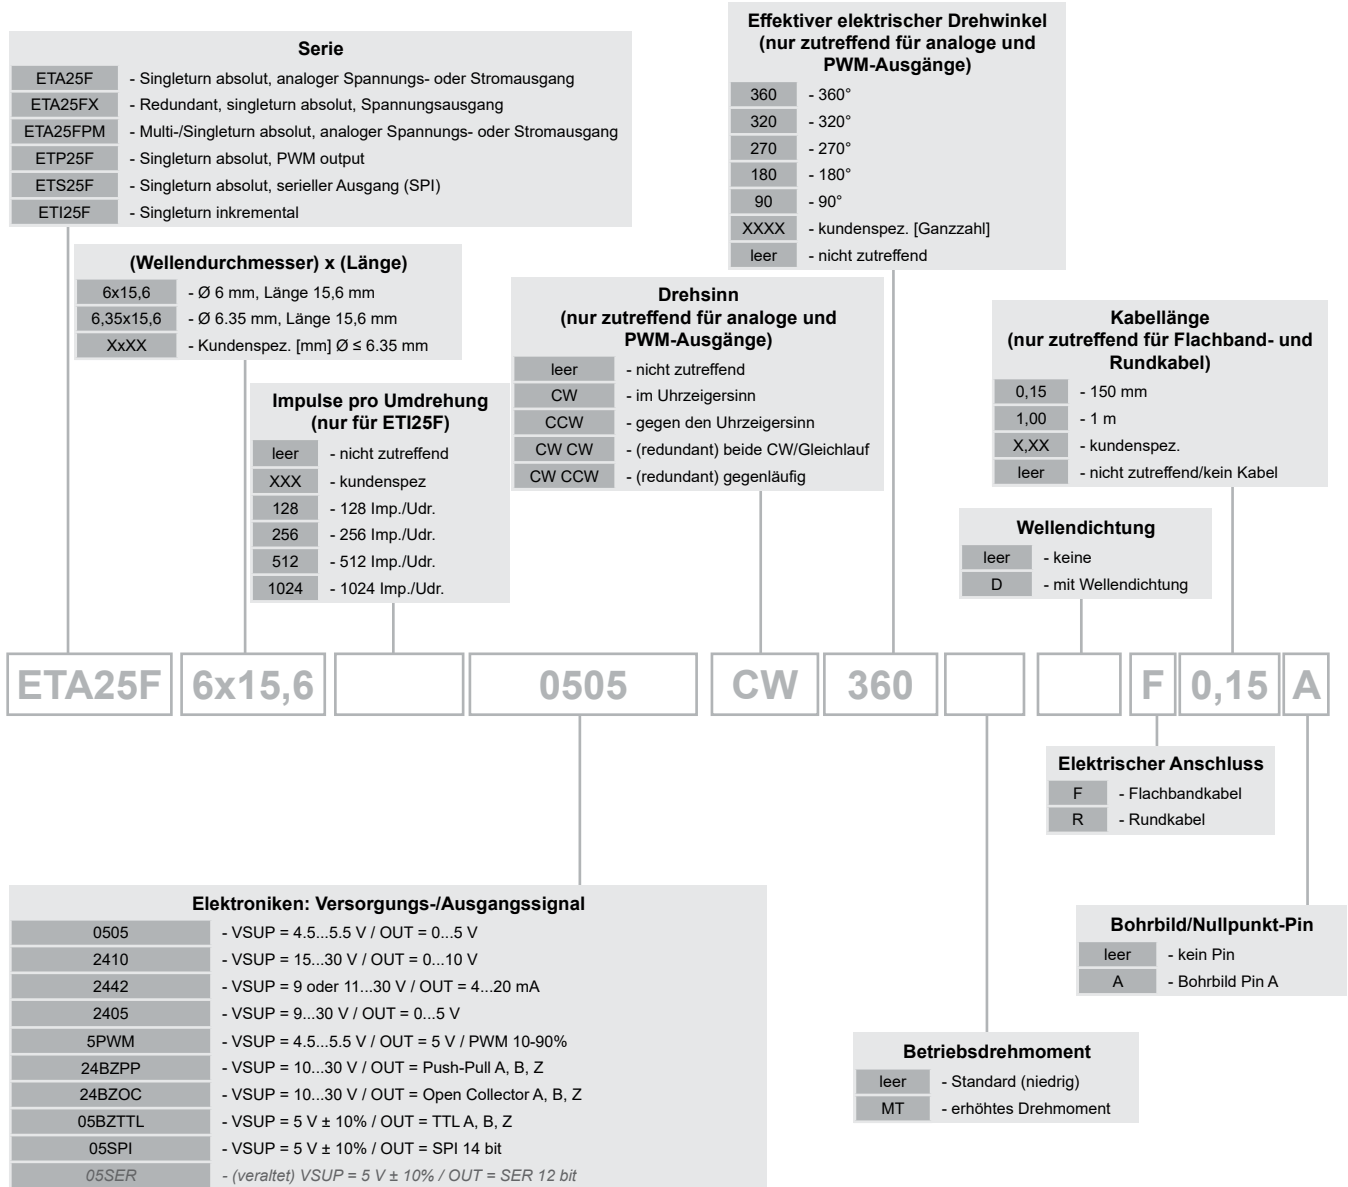 Serie
ETA25F - Singleturn absolut, analoger Spannungs- oder Stromausgang
ETA25FX - Redundant, singleturn absolut, Spannungsausgang
ETA25FPM - Multi-/Singleturn absolut, analoger Spannungs- oder Stromausgang
ETP25F - Singleturn absolut, PWM output
ETS25F - Singleturn absolut, serieller Ausgang (SPI)
ETI25F - Singleturn inkremental
(Wellendurchmesser) x (Länge)
6x15,6 - Ø 6 mm, Länge 15,6 mm
6,35x15,6 - Ø 6.35 mm, Länge 15,6 mm
XxXX - Kundenspez. [mm] Ø ≤ 6.35 mm
Impulse pro Umdrehung
(nur für ETI25F)
leer - nicht zutreffend
XXX - kundenspez
128 - 128 Imp./Udr.
256 - 256 Imp./Udr.
512 - 512 Imp./Udr.
1024 - 1024 Imp./Udr.
Drehsinn
(nur zutreffend für analoge und
PWM-Ausgänge)
leer - nicht zutreffend
CW - im Uhrzeigersinn
CCW - gegen den Uhrzeigersinn
CW CW - (redundant) beide CW/Gleichlauf
CW CCW - (redundant) gegenläufig
Effektiver elektrischer Drehwinkel
(nur zutreffend für analoge und
PWM-Ausgänge)
360 - 360°
320 - 320°
270 - 270°
180 - 180°
90 - 90°
XXXX - kundenspez. [Ganzzahl]
leer - nicht zutreffend
Kabellänge
(nur zutreffend für Flachband- und
Rundkabel)
0,15 - 150 mm
1,00 - 1 m
X,XX - kundenspez.
leer - nicht zutreffend/kein Kabel
Wellendichtung
leer - keine
D - mit Wellendichtung
ETA25F 6x15,6 0505 CW 360 F 0,15 A
Elektrischer Anschluss
F - Flachbandkabel
R - Rundkabel
Elektroniken: Versorgungs-/Ausgangssignal
0505 - VSUP = 4.5...5.5 V / OUT = 0...5 V
2410 - VSUP = 15...30 V / OUT = 0...10 V
2442 - VSUP = 9 oder 11...30 V / OUT = 4...20 mA
2405 - VSUP = 9...30 V / OUT = 0...5 V
5PWM - VSUP = 4.5...5.5 V / OUT = 5 V / PWM 10-90%
24BZPP - VSUP = 10...30 V / OUT = Push-Pull A, B, Z
24BZOC - VSUP = 10...30 V / OUT = Open Collector A, B, Z
05BZTTL - VSUP = 5 V ± 10% / OUT = TTL A, B, Z
05SPI - VSUP = 5 V ± 10% / OUT = SPI 14 bit
05SER - (veraltet) VSUP = 5 V ± 10% / OUT = SER 12 bit
Bohrbild/Nullpunkt-Pin
leer - kein Pin
A - Bohrbild Pin A
Betriebsdrehmoment
leer - Standard (niedrig)
MT - erhöhtes Drehmoment